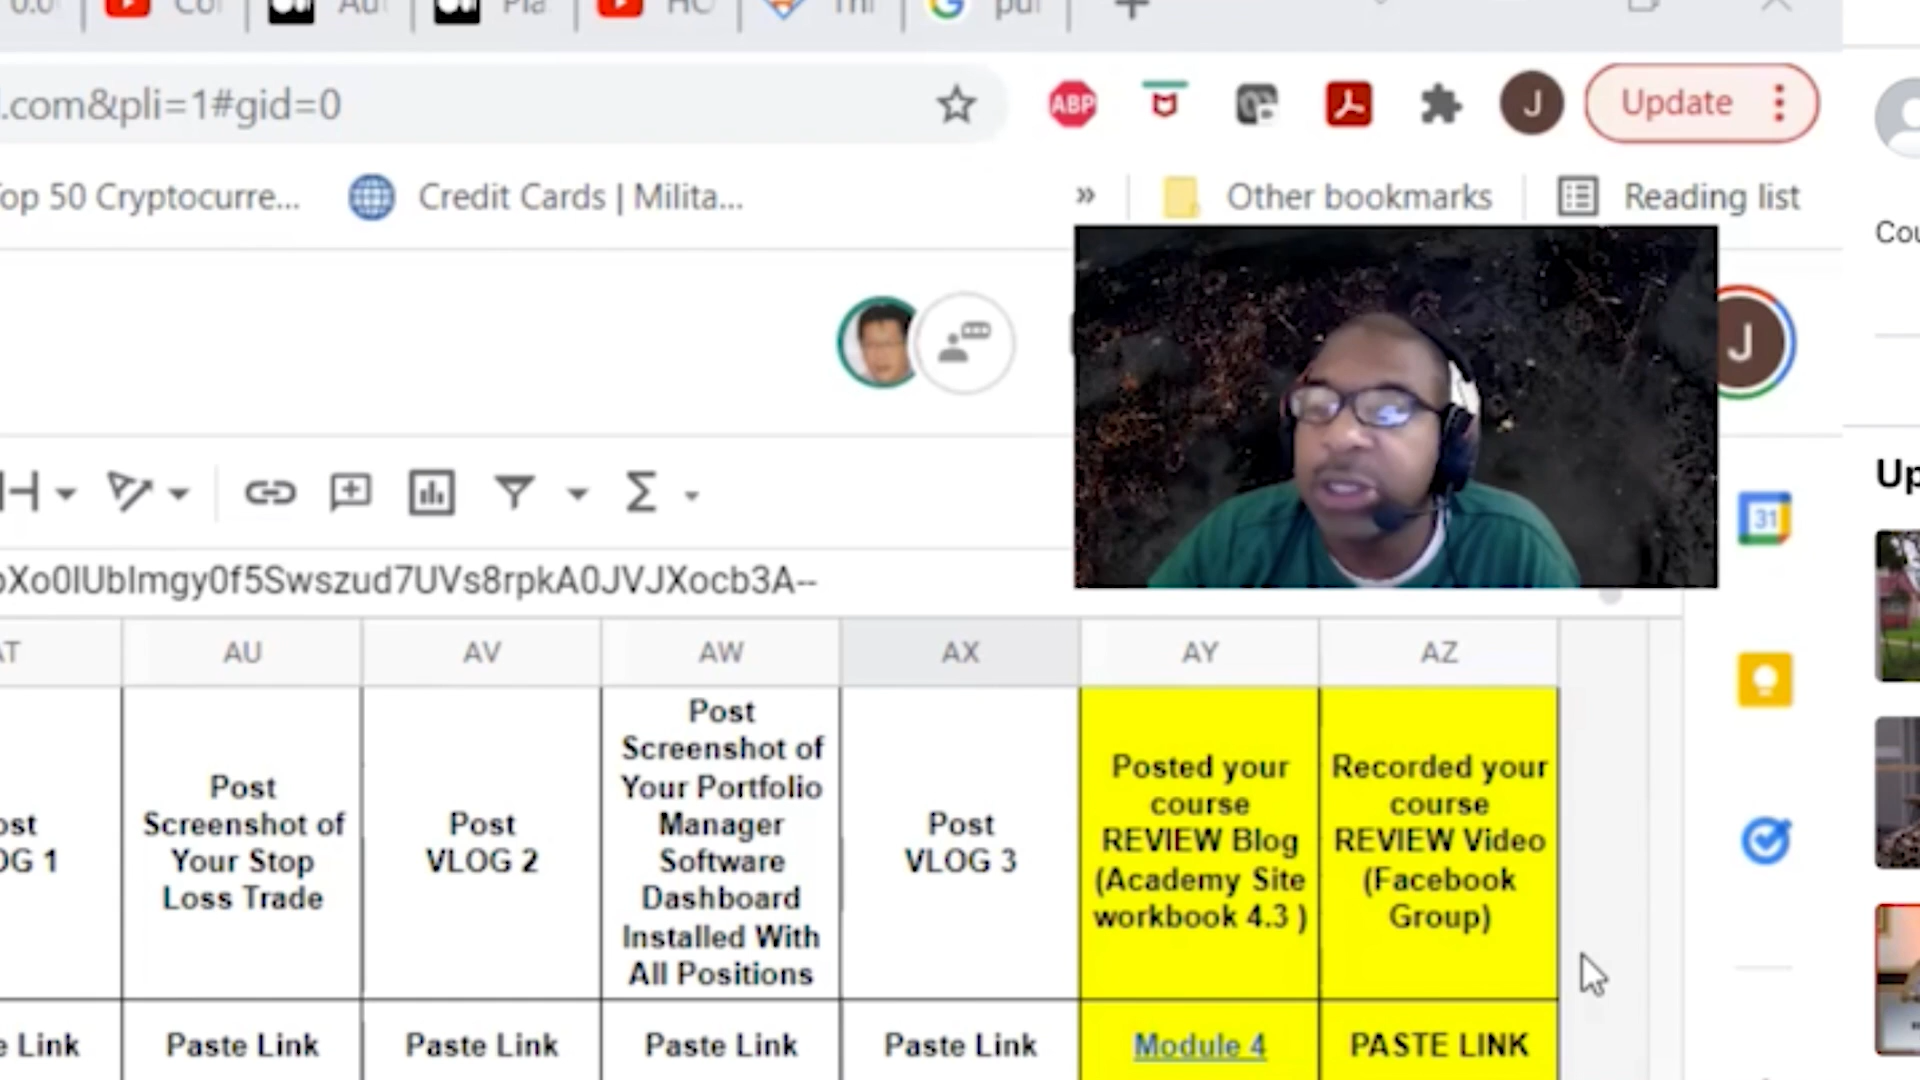 .com&pli=1#gid=0
ABP
J
Update
op 50 Cryptocurre...
Credit Cards | Milita...
»
Other bookmarks
Reading list
J
31
Xo0lUbImgy0f5Swszud7UVs8rpkA0JVJXocb3A--
AU
AV
AW
AX
AY
AZ
Post
Screenshot of
Your Stop
Loss Trade
Post
VLOG 2
Post
Screenshot of
Your Portfolio
Manager
Software
Dashboard
Installed With
All Positions
Post
VLOG 3
Posted your
course
REVIEW Blog
(Academy Site
workbook 4.3 )
Recorded your
course
REVIEW Video
(Facebook
Group)
Link
Paste Link
Paste Link
Paste Link
Paste Link
Module 4
PASTE LINK